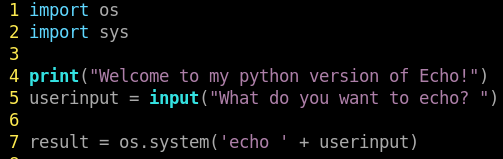 1 import os
2 import sys
3
4 print("Welcome to my python version of Echo!")
5 userinput = input("What do you want to echo? ")
6
7 result = os.system('echo ' + userinput)